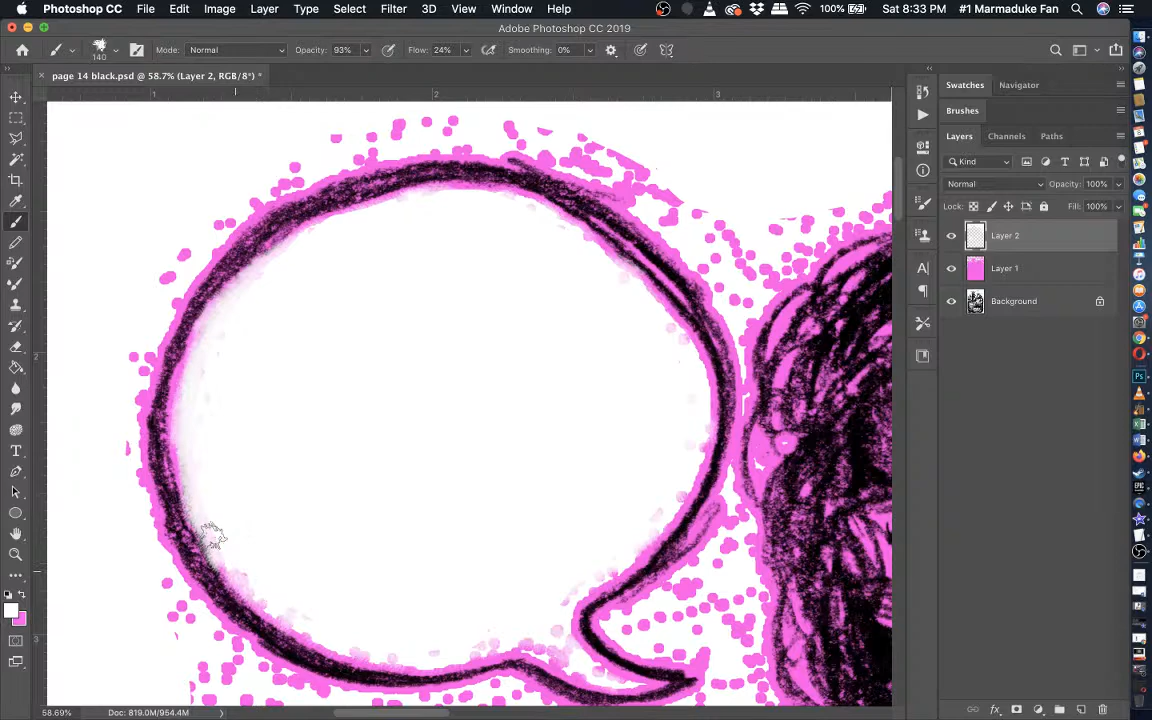 Photoshop CC File Edit Image Layer Type Select Filter 3D View Window Help 100% Sat 8:33 PM #1 Marmaduke Fan
Adobe Photoshop CC 2019
140 Mode: Normal Opacity: 93% Flow: 24% Smoothing: 0%
page 14 black.psd @ 58.7% (Layer 2, RGB/8*) *
1 2 3
2
3
Swatches Navigator
Brushes
Layers Channels Paths
Kind
Normal Opacity: 100%
Lock: Fill: 100%
Layer 2
Layer 1
Background
58.69% Doc: 819.0M/954.4M